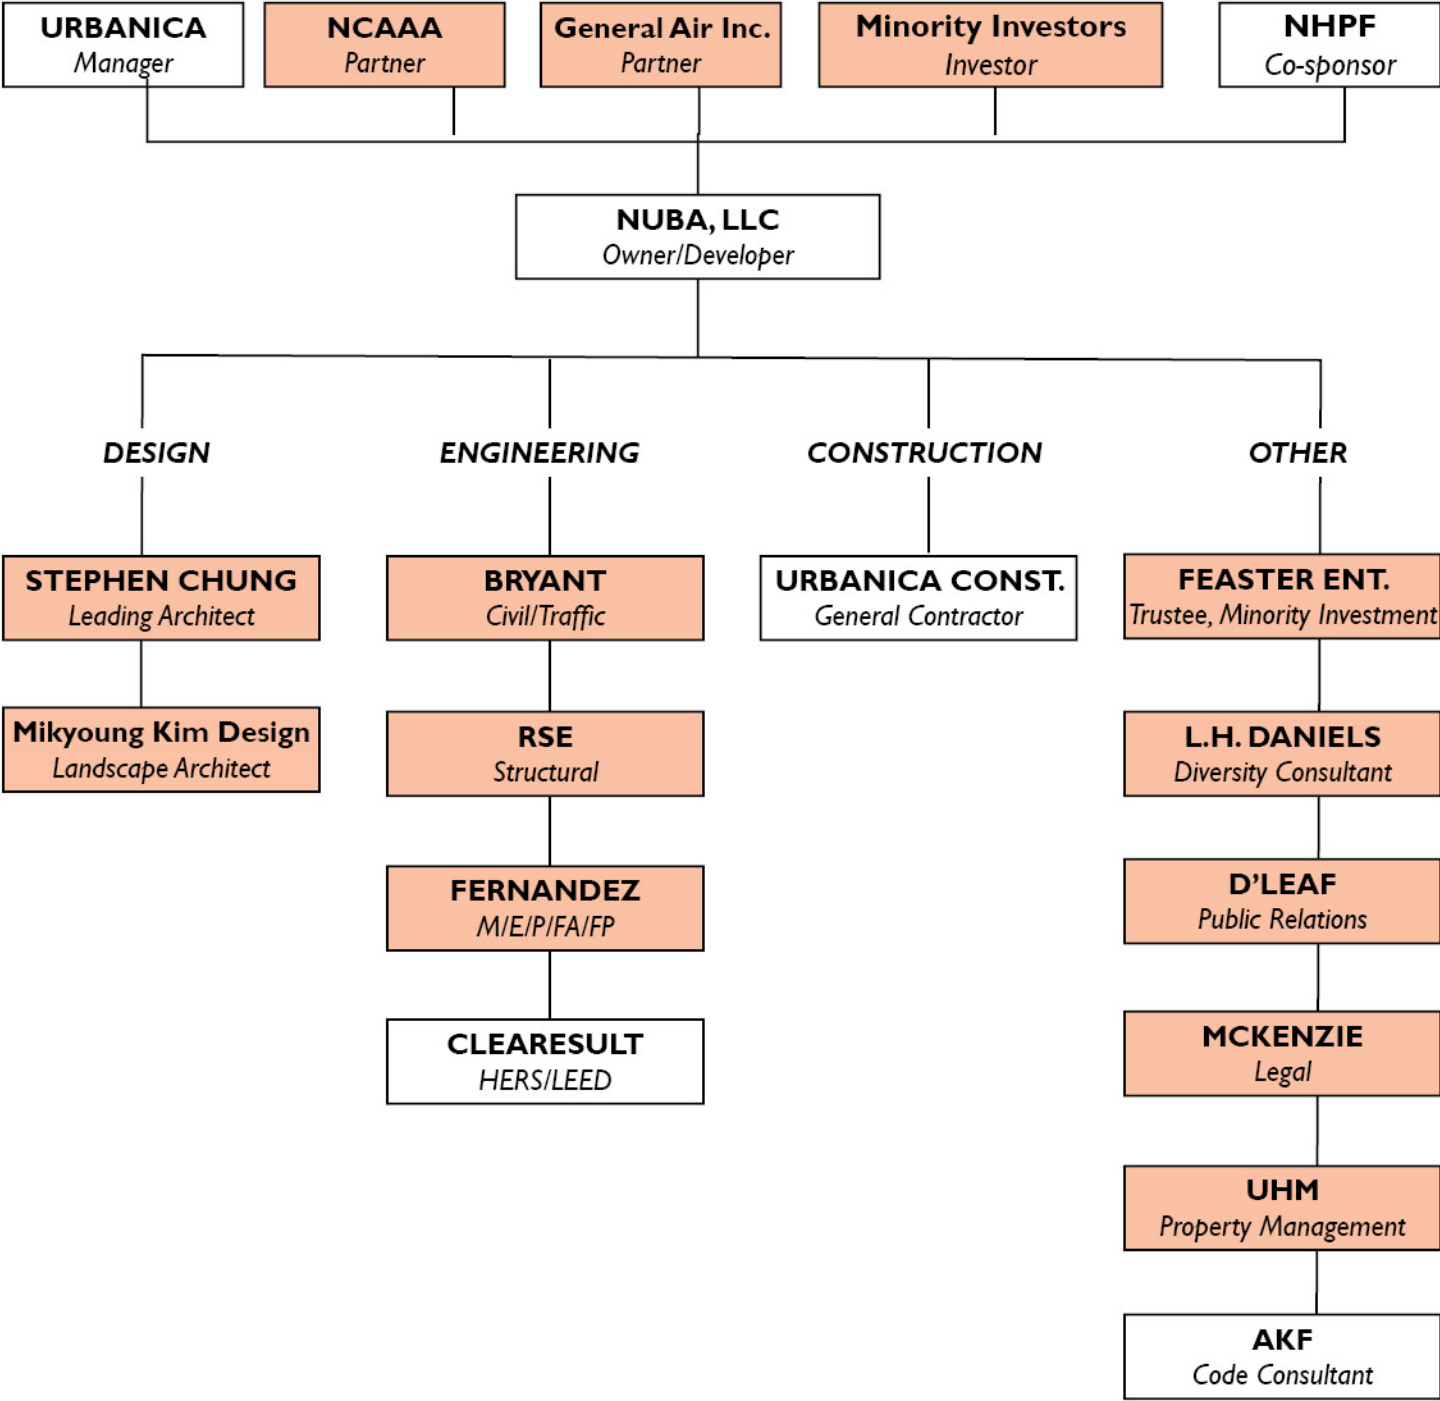 URBANICA
Manager
NCAAA
Partner
General Air Inc.
Partner
Minority Investors
Investor
NHPF
Co-sponsor
NUBA, LLC
Owner/Developer
DESIGN
ENGINEERING
CONSTRUCTION
OTHER
STEPHEN CHUNG
Leading Architect
Mikyoung Kim Design
Landscape Architect
BRYANT
Civil/Traffic
RSE
Structural
FERNANDEZ
M/E/P/FA/FP
CLEARESULT
HERS/LEED
URBANICA CONST.
General Contractor
FEASTER ENT.
Trustee, Minority Investment
L.H. DANIELS
Diversity Consultant
D’LEAF
Public Relations
MCKENZIE
Legal
UHM
Property Management
AKF
Code Consultant